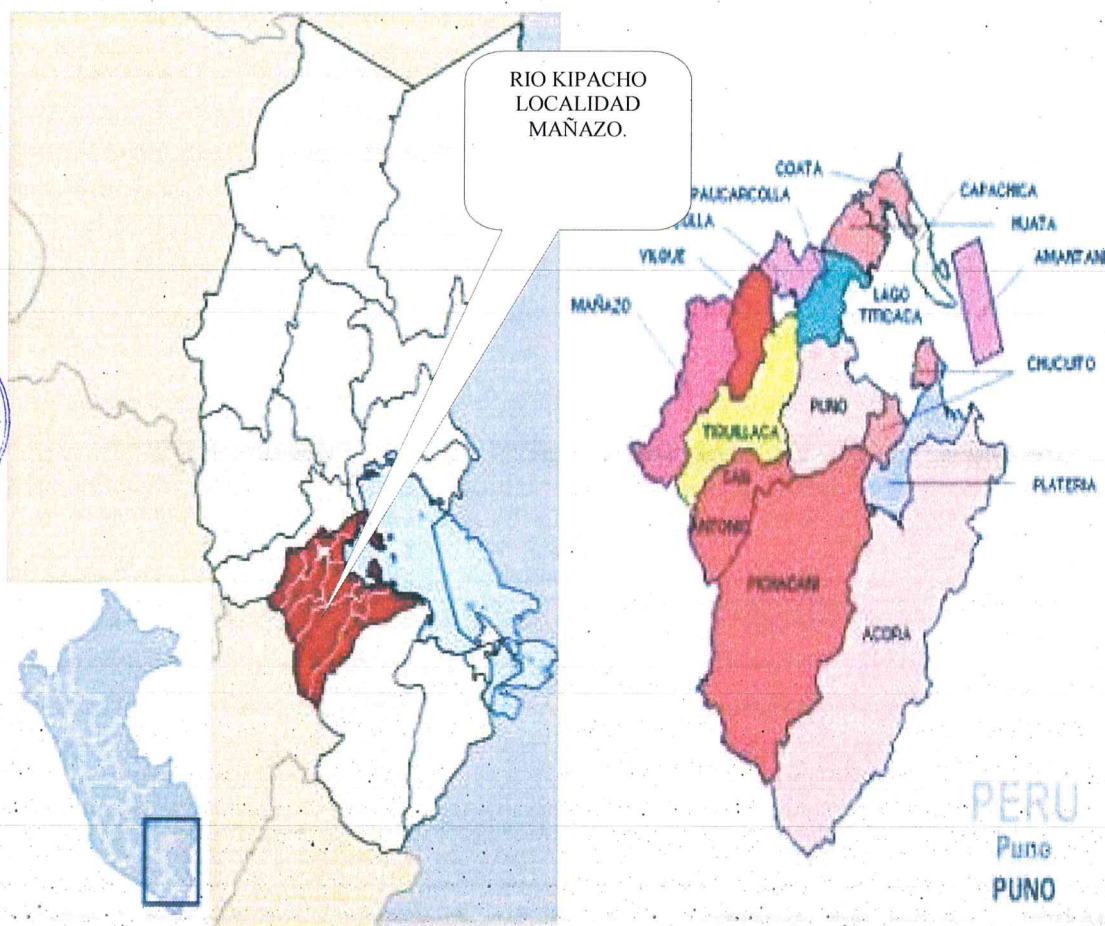 RIO KIPACHO
LOCALIDAD
MAÑAZO.
COATA
CAPACHICA
PAUCARCOLLA
HUATA
VILQUE
AMANTANI
LAGO
TITICACA
MAÑAZO
CHUCUITO
PUNO
TIQUILLACA
SAN
ANTONIO
PLATERIA
PICHACANI
ACORA
PERU
Puno
PUNO